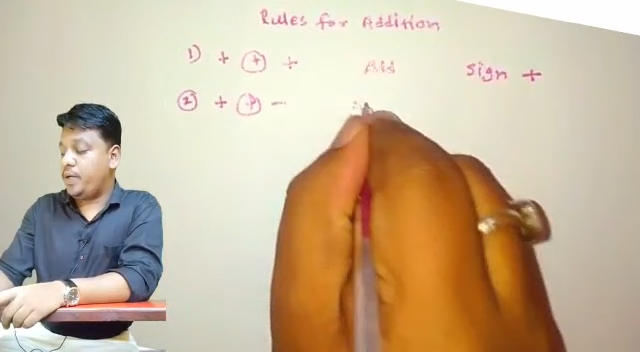 Rules for Addition
1) + (+) + Add Sign +
(2) + (+) -